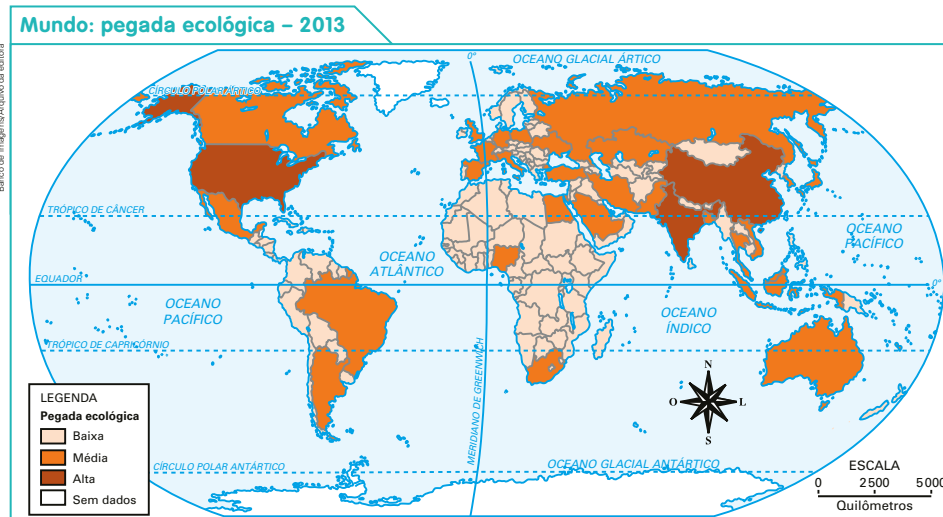 Mundo: pegada ecológica – 2013
Banco de imagens/Arquivo da editora
0°
OCEANO GLACIAL ÁRTICO
CÍRCULO POLAR ÁRTICO
TRÓPICO DE CÂNCER
OCEANO
PACÍFICO
OCEANO
ATLÂNTICO
EQUADOR
0°
OCEANO
PACÍFICO
OCEANO
ÍNDICO
TRÓPICO DE CAPRICÓRNIO
MERIDIANO DE GREENWICH
N
O
L
S
LEGENDA
Pegada ecológica
Baixa
Média
Alta
Sem dados
CÍRCULO POLAR ANTÁRTICO
OCEANO GLACIAL ANTÁRTICO
ESCALA
0 2500 5000
Quilômetros